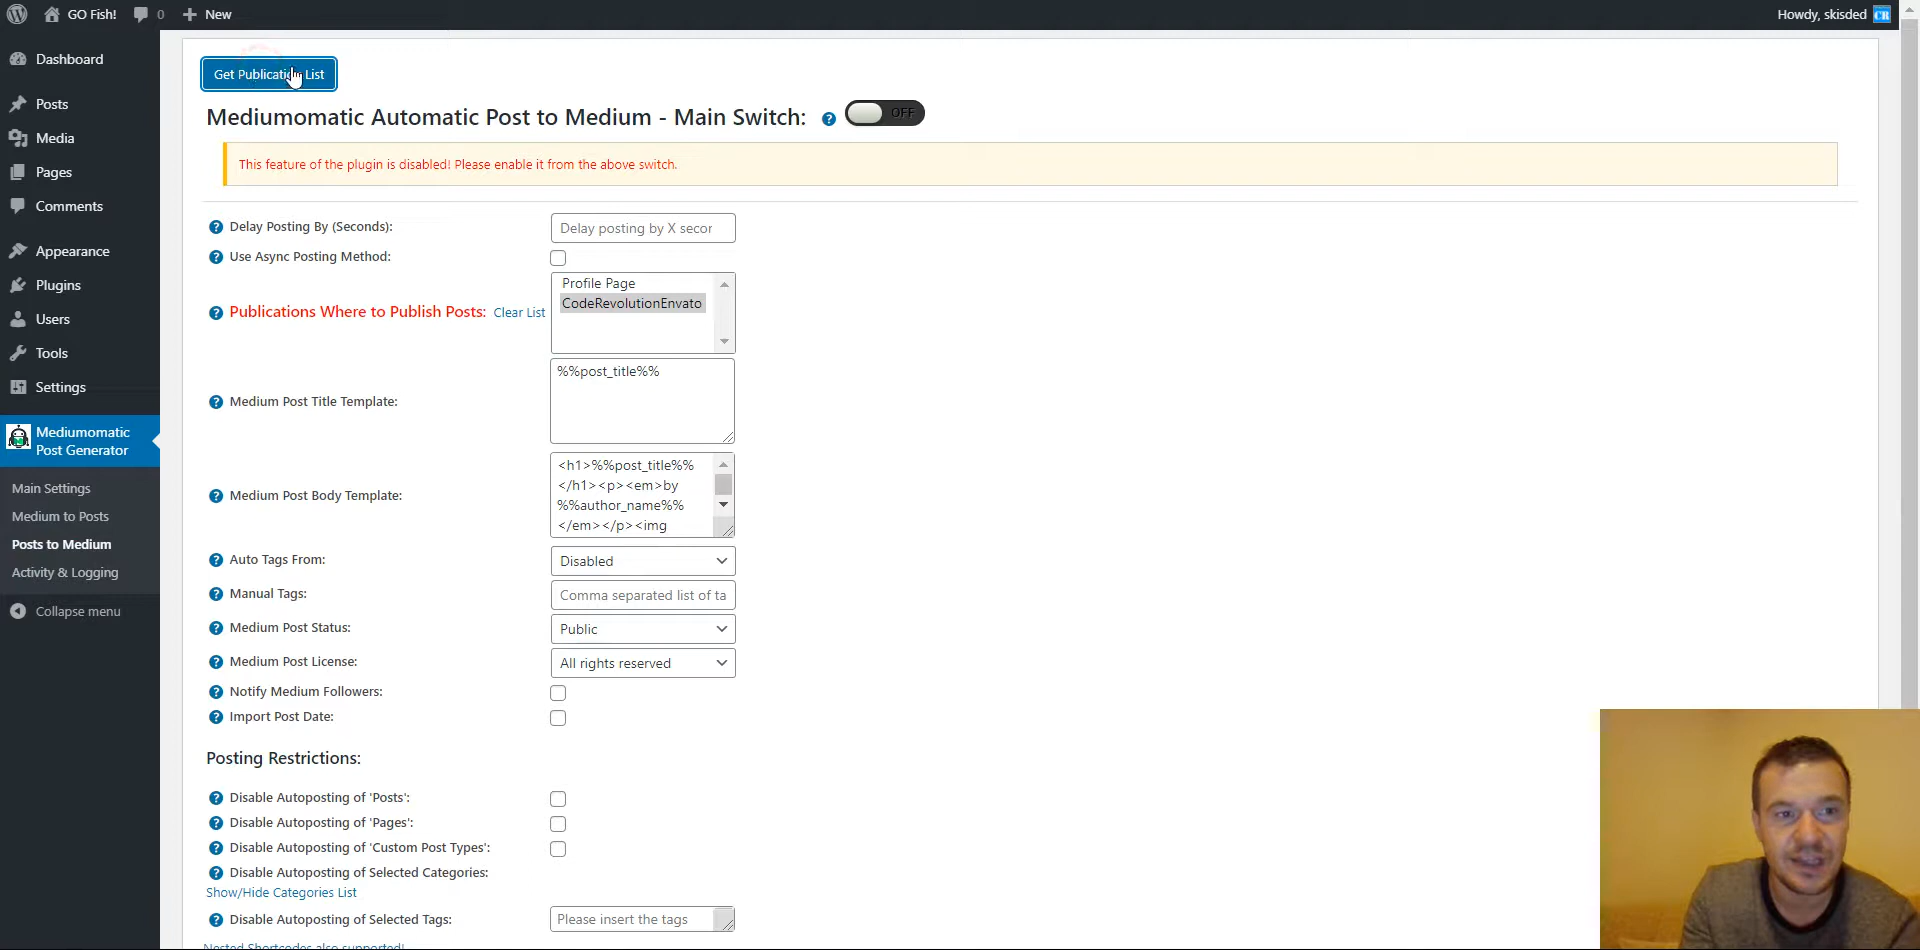 GO Fish!
0
New
Howdy, skisded
CR
Dashboard
Posts
Media
Pages
Comments
Appearance
Plugins
Users
Tools
Settings
Mediumomatic
Post Generator
Main Settings
Medium to Posts
Posts to Medium
Activity & Logging
Collapse menu
Get Publication List
Mediumomatic Automatic Post to Medium - Main Switch:
OFF
This feature of the plugin is disabled! Please enable it from the above switch.
Delay Posting By (Seconds):
Delay posting by X secor
Use Async Posting Method:
Publications Where to Publish Posts: Clear List
Profile Page
CodeRevolutionEnvato
Medium Post Title Template:
%%post_title%%
Medium Post Body Template:
<h1>%%post_title%%
</h1><p><em>by
%%author_name%%
</em></p><img
Auto Tags From:
Disabled
Manual Tags:
Comma separated list of ta
Medium Post Status:
Public
Medium Post License:
All rights reserved
Notify Medium Followers:
Import Post Date:
Posting Restrictions:
Disable Autoposting of 'Posts':
Disable Autoposting of 'Pages':
Disable Autoposting of 'Custom Post Types':
Disable Autoposting of Selected Categories:
Show/Hide Categories List
Disable Autoposting of Selected Tags:
Please insert the tags
Nested Shortcodes also supported!